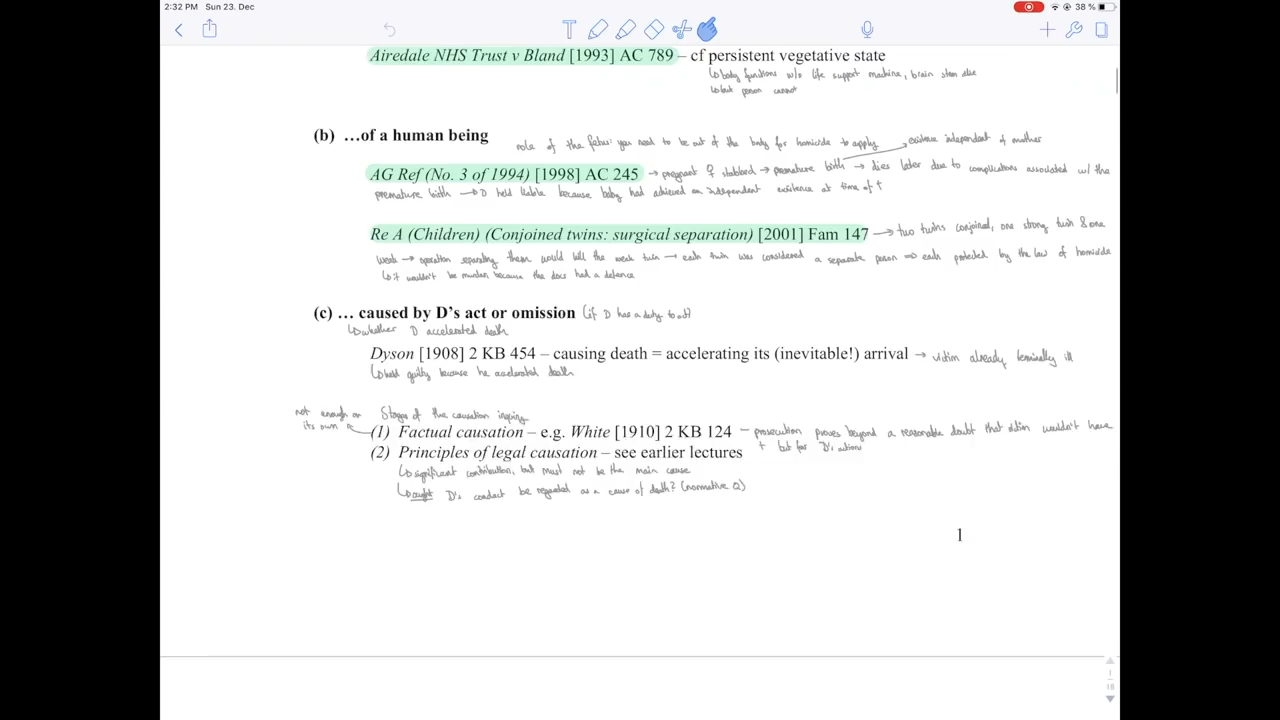 2:32 PM Sun 23. Dec
38 %
Airedale NHS Trust v Bland [1993] AC 789 – cf persistent vegetative state
↳body functions w/o life support machine, brain stem alive
↳but person cannot
(b) …of a human being
role of the fetus: you need to be out of the body for homicide to apply
existence independent of mother
AG Ref (No. 3 of 1994) [1998] AC 245 → pregnant ♀ stabbed → premature birth → dies later due to complications associated w/ the
premature birth → D held liable because baby had achieved an independent existence at time of †
Re A (Children) (Conjoined twins: surgical separation) [2001] Fam 147 → two twins conjoined, one strong twin & one
weak → operation separating them would kill the weak twin → each twin was considered a separate person ⇒ each protected by the law of homicide
↳it wouldn't be murder, because the docs had a defence
(c) … caused by D's act or omission (if D has a duty to act)
↳whether D accelerated death
Dyson [1908] 2 KB 454 – causing death = accelerating its (inevitable!) arrival → victim already terminally ill
↳held guilty because he accelerated death
not enough on its own
Stages of the causation inquiry
(1) Factual causation – e.g. White [1910] 2 KB 124 – prosecution proves beyond a reasonable doubt that victim wouldn't have
† but for D's actions
(2) Principles of legal causation – see earlier lectures
↳significant contribution, but must not be the main cause
↳ought D's conduct be regarded as a cause of death? (normative Q)
1
1
18